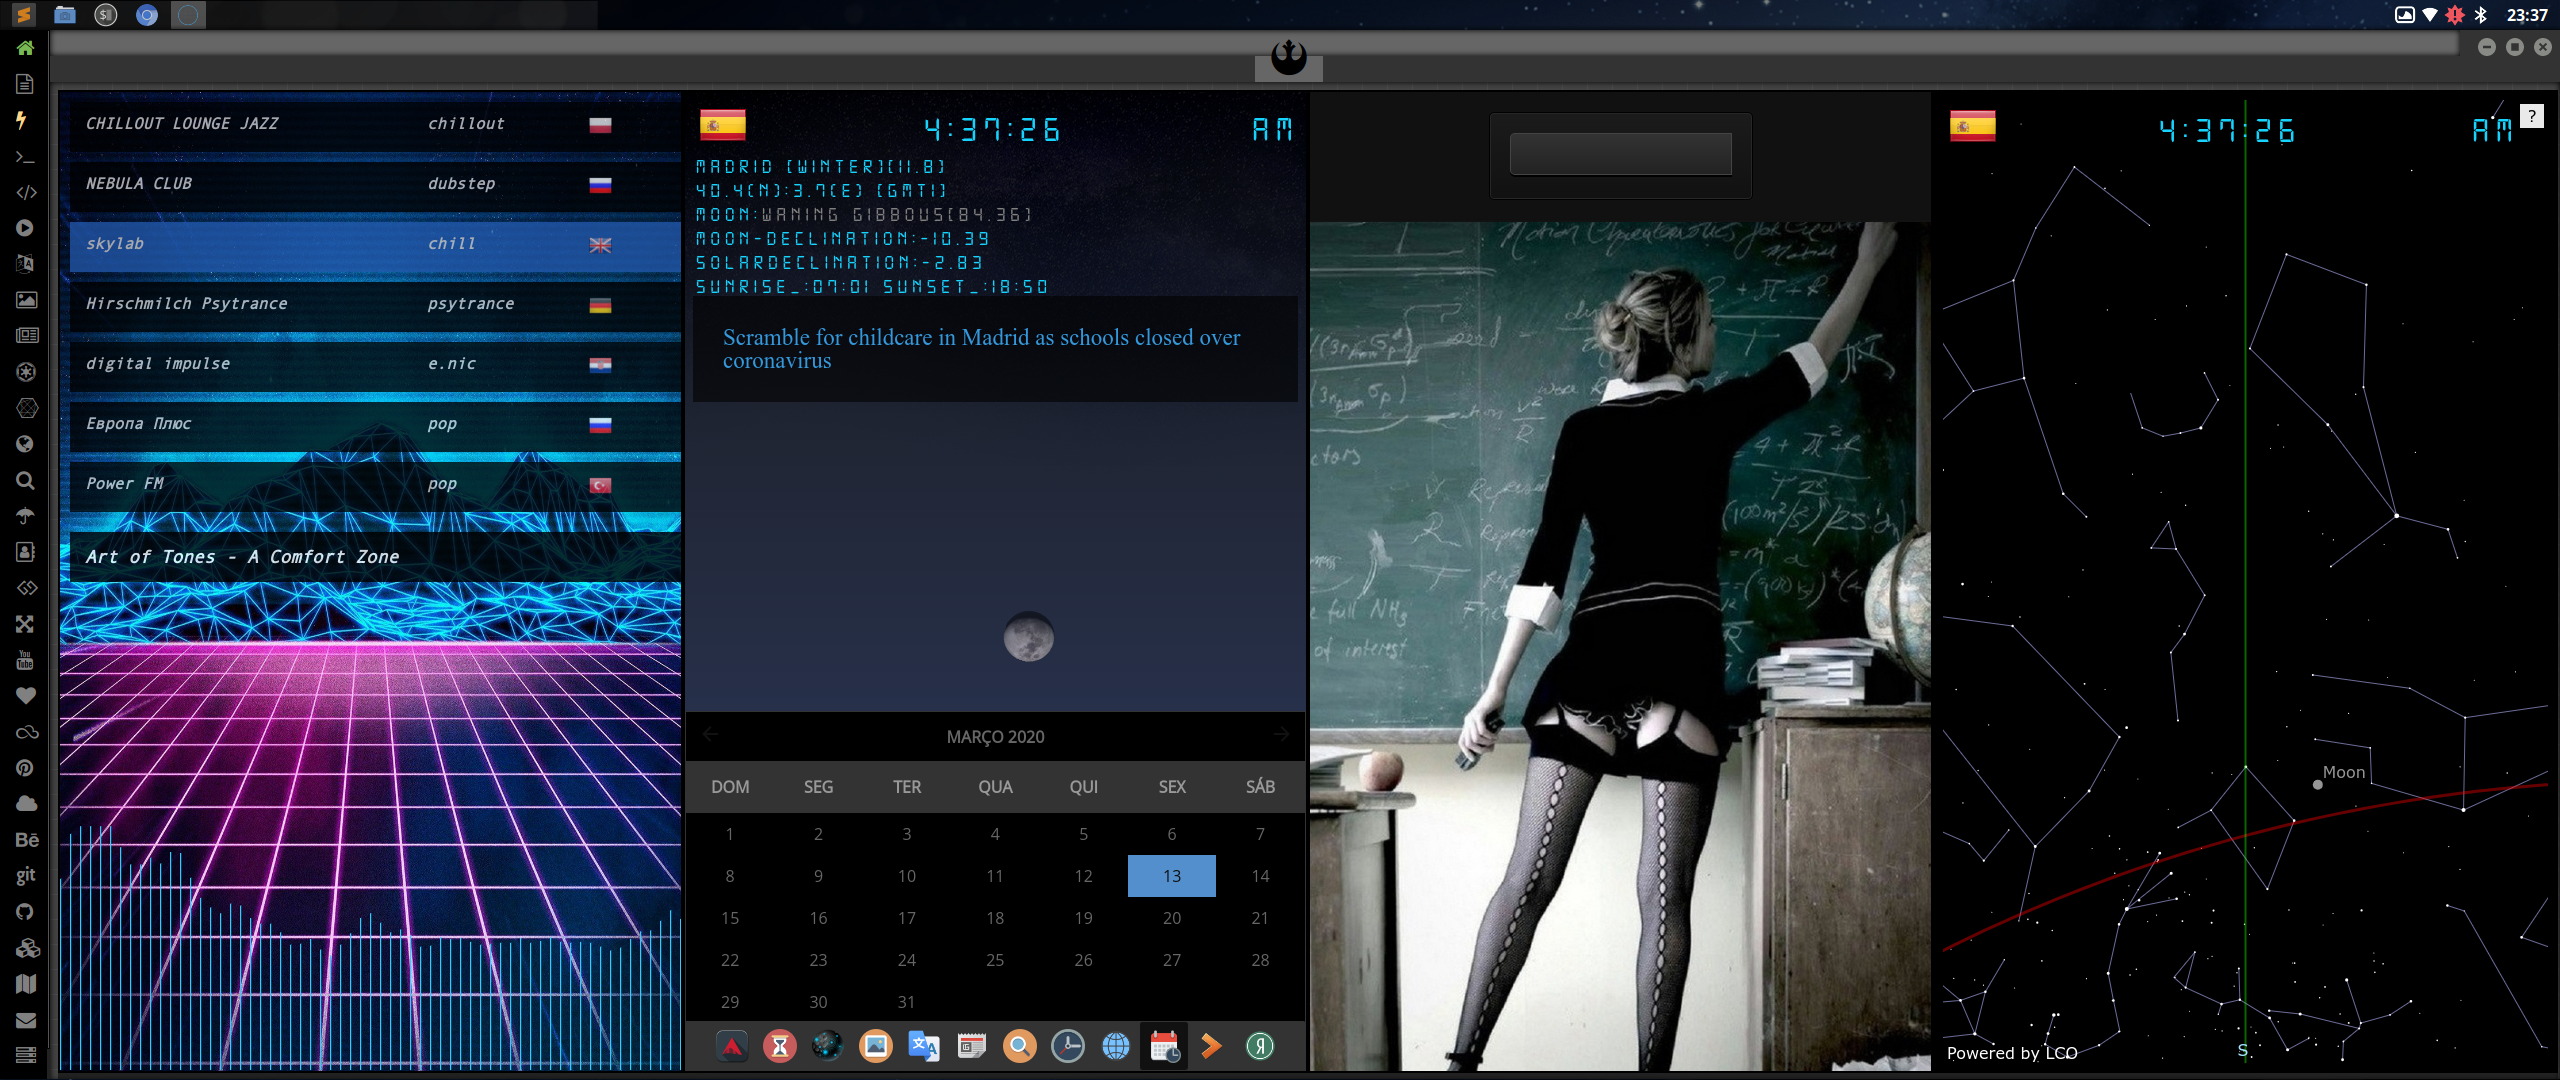 23:37
Bē
git
You
Tube
CHILLOUT LOUNGE JAZZ chillout
NEBULA CLUB dubstep
skylab chill
Hirschmilch Psytrance psytrance
digital impulse e.nic
Европа Плюс pop
Power FM pop
Art of Tones - A Comfort Zone
4:37:26 AM
MADRID [WINTER][11.8]
40.4(N):3.7(E) [GMT1]
MOON:WANING GIBBOUS[84.36]
MOON-DECLINATION:-10.39
SOLARDECLINATION:-2.83
SUNRISE_:07:01 SUNSET_:18:50
Scramble for childcare in Madrid as schools closed over
coronavirus
MARÇO 2020
DOM SEG TER QUA QUI SEX SÁB
1 2 3 4 5 6 7
8 9 10 11 12 13 14
15 16 17 18 19 20 21
22 23 24 25 26 27 28
29 30 31
of interest
4:37:26 AM
?
Moon
S
Powered by LCO